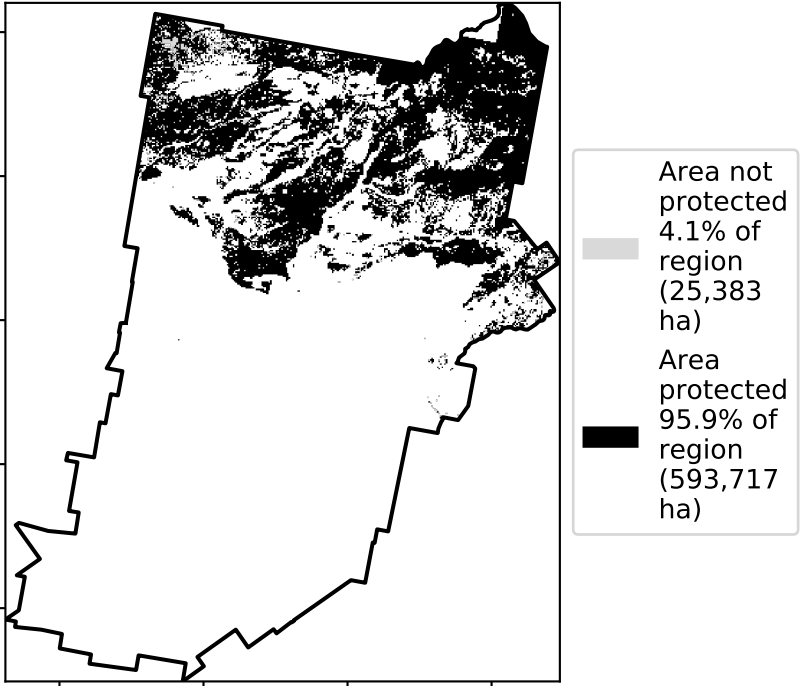 Area not
protected
4.1% of
region
(25,383
ha)
Area
protected
95.9% of
region
(593,717
ha)